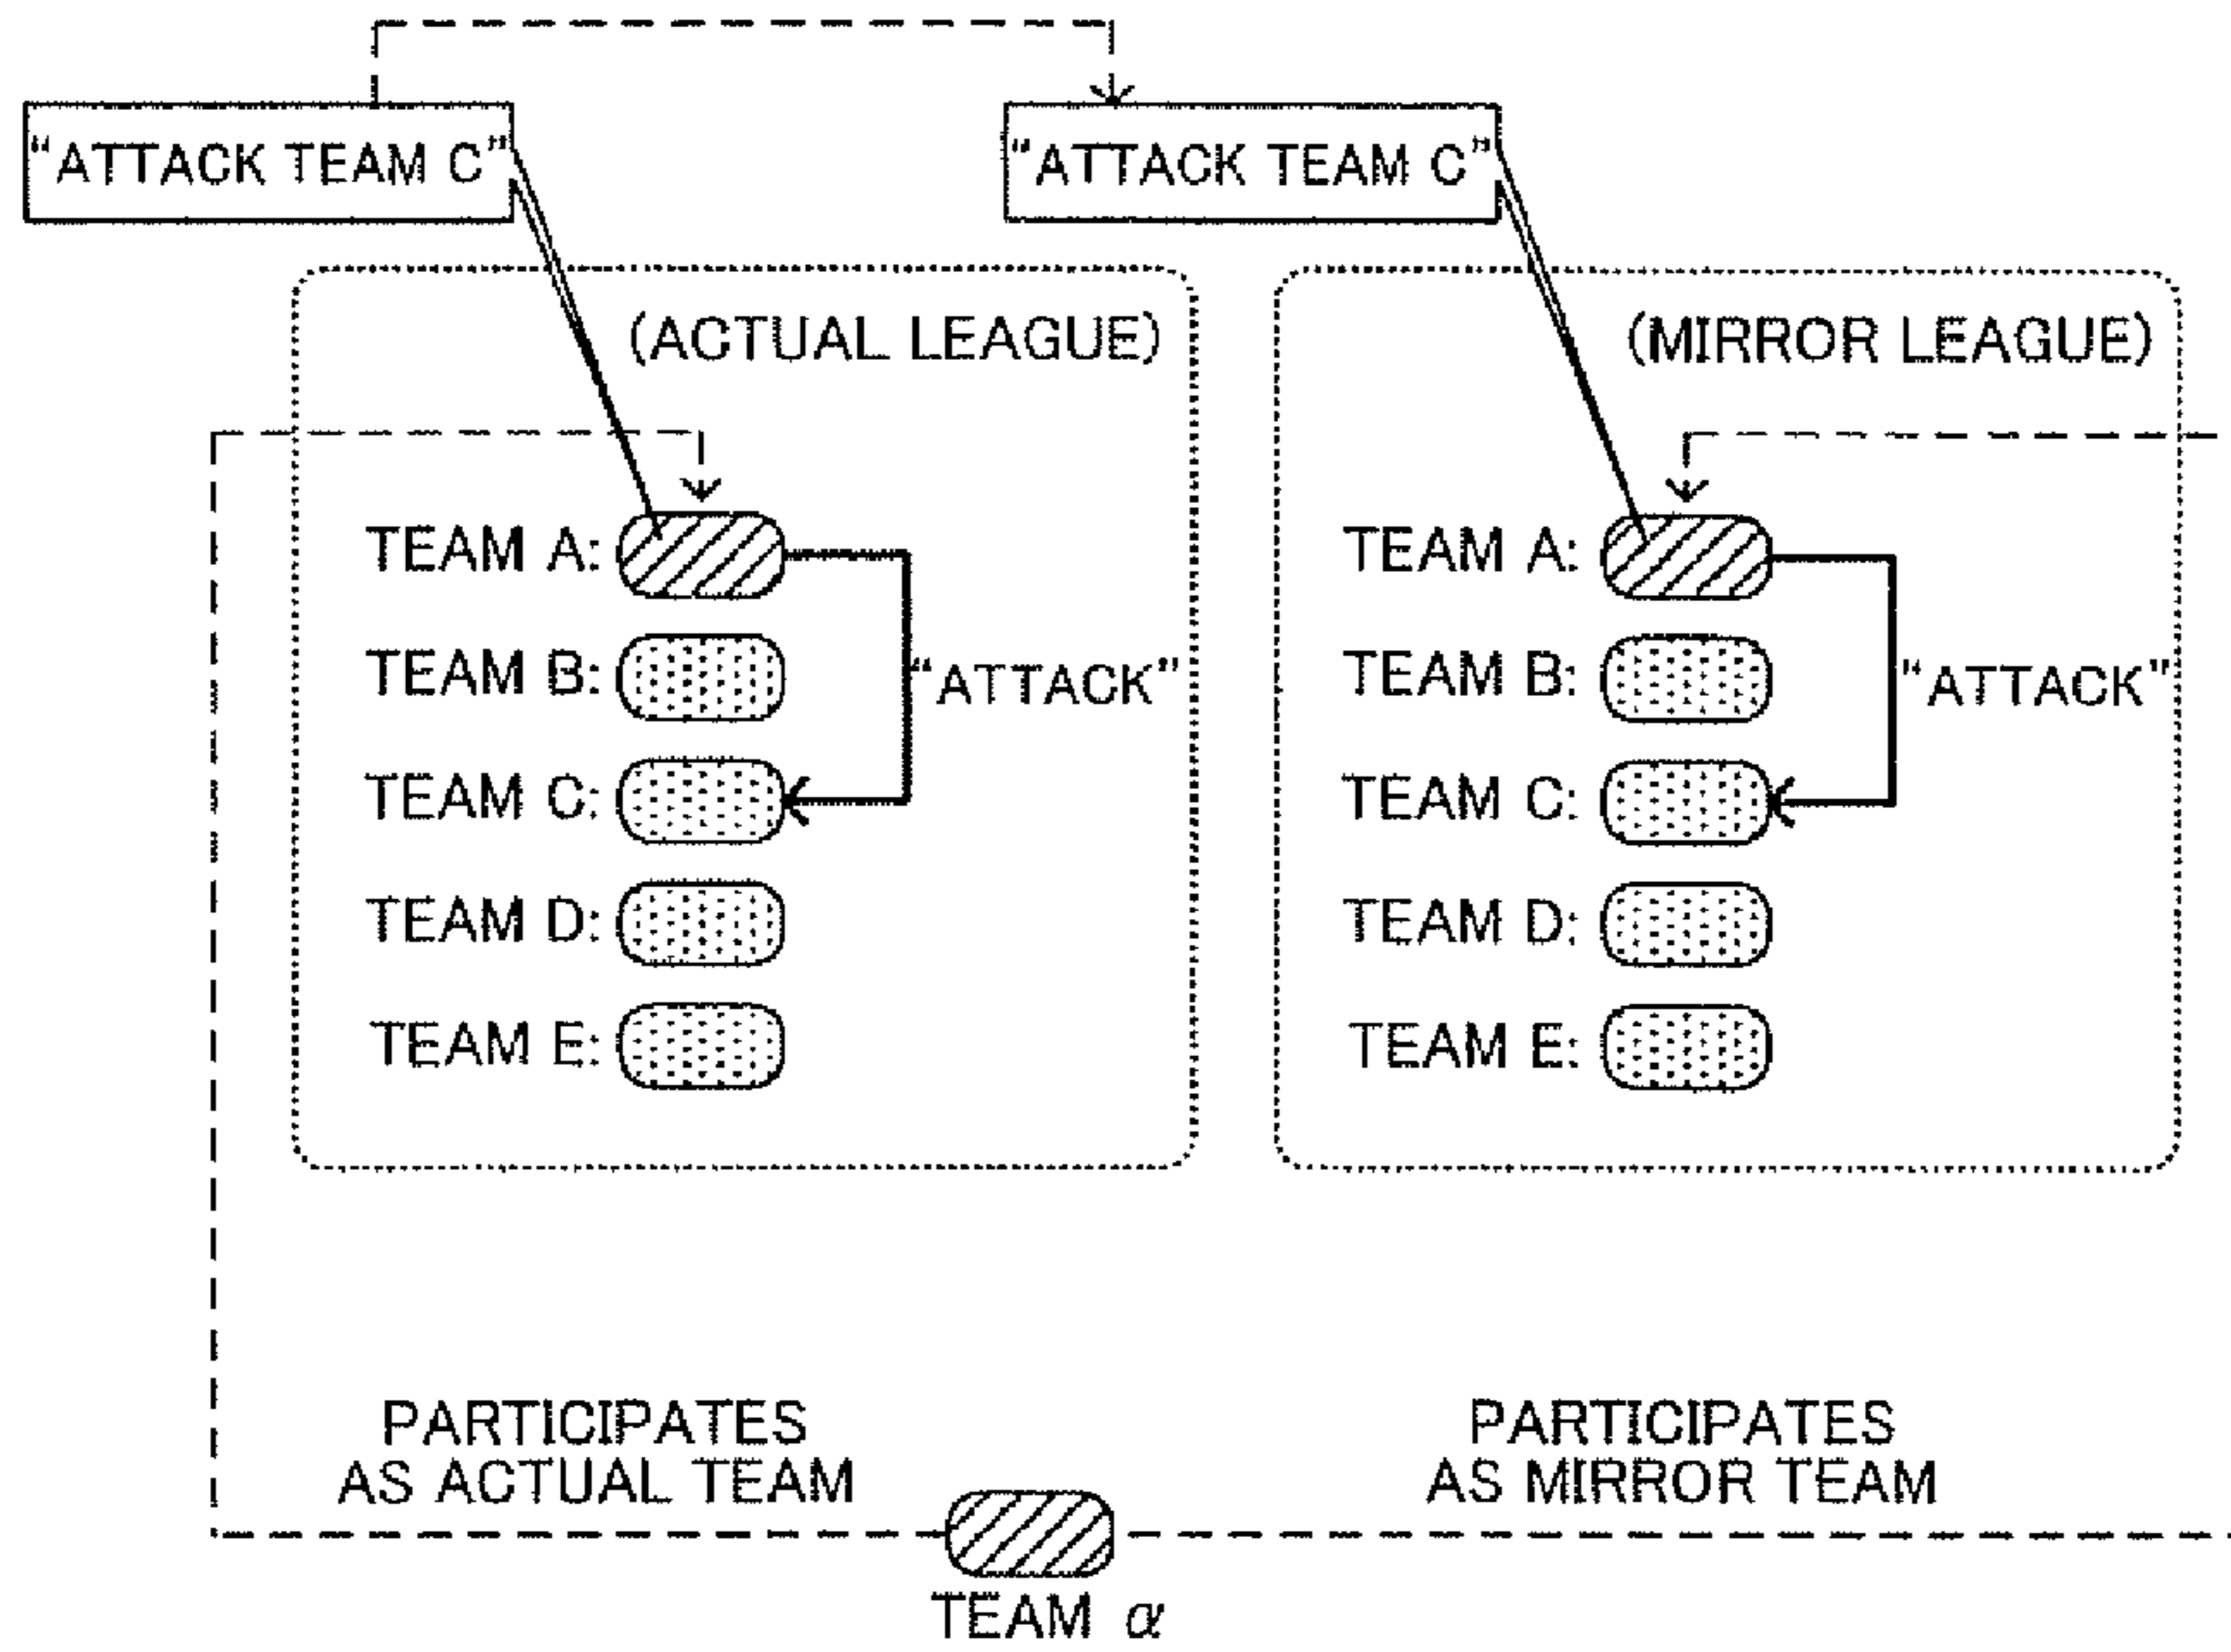 “ATTACK TEAM C”
“ATTACK TEAM C”
(ACTUAL LEAGUE)
TEAM A:
TEAM B:
“ATTACK”
TEAM C:
TEAM D:
TEAM E:
(MIRROR LEAGUE)
TEAM A:
TEAM B:
“ATTACK”
TEAM C:
TEAM D:
TEAM E:
PARTICIPATES
AS ACTUAL TEAM
PARTICIPATES
AS MIRROR TEAM
TEAM α